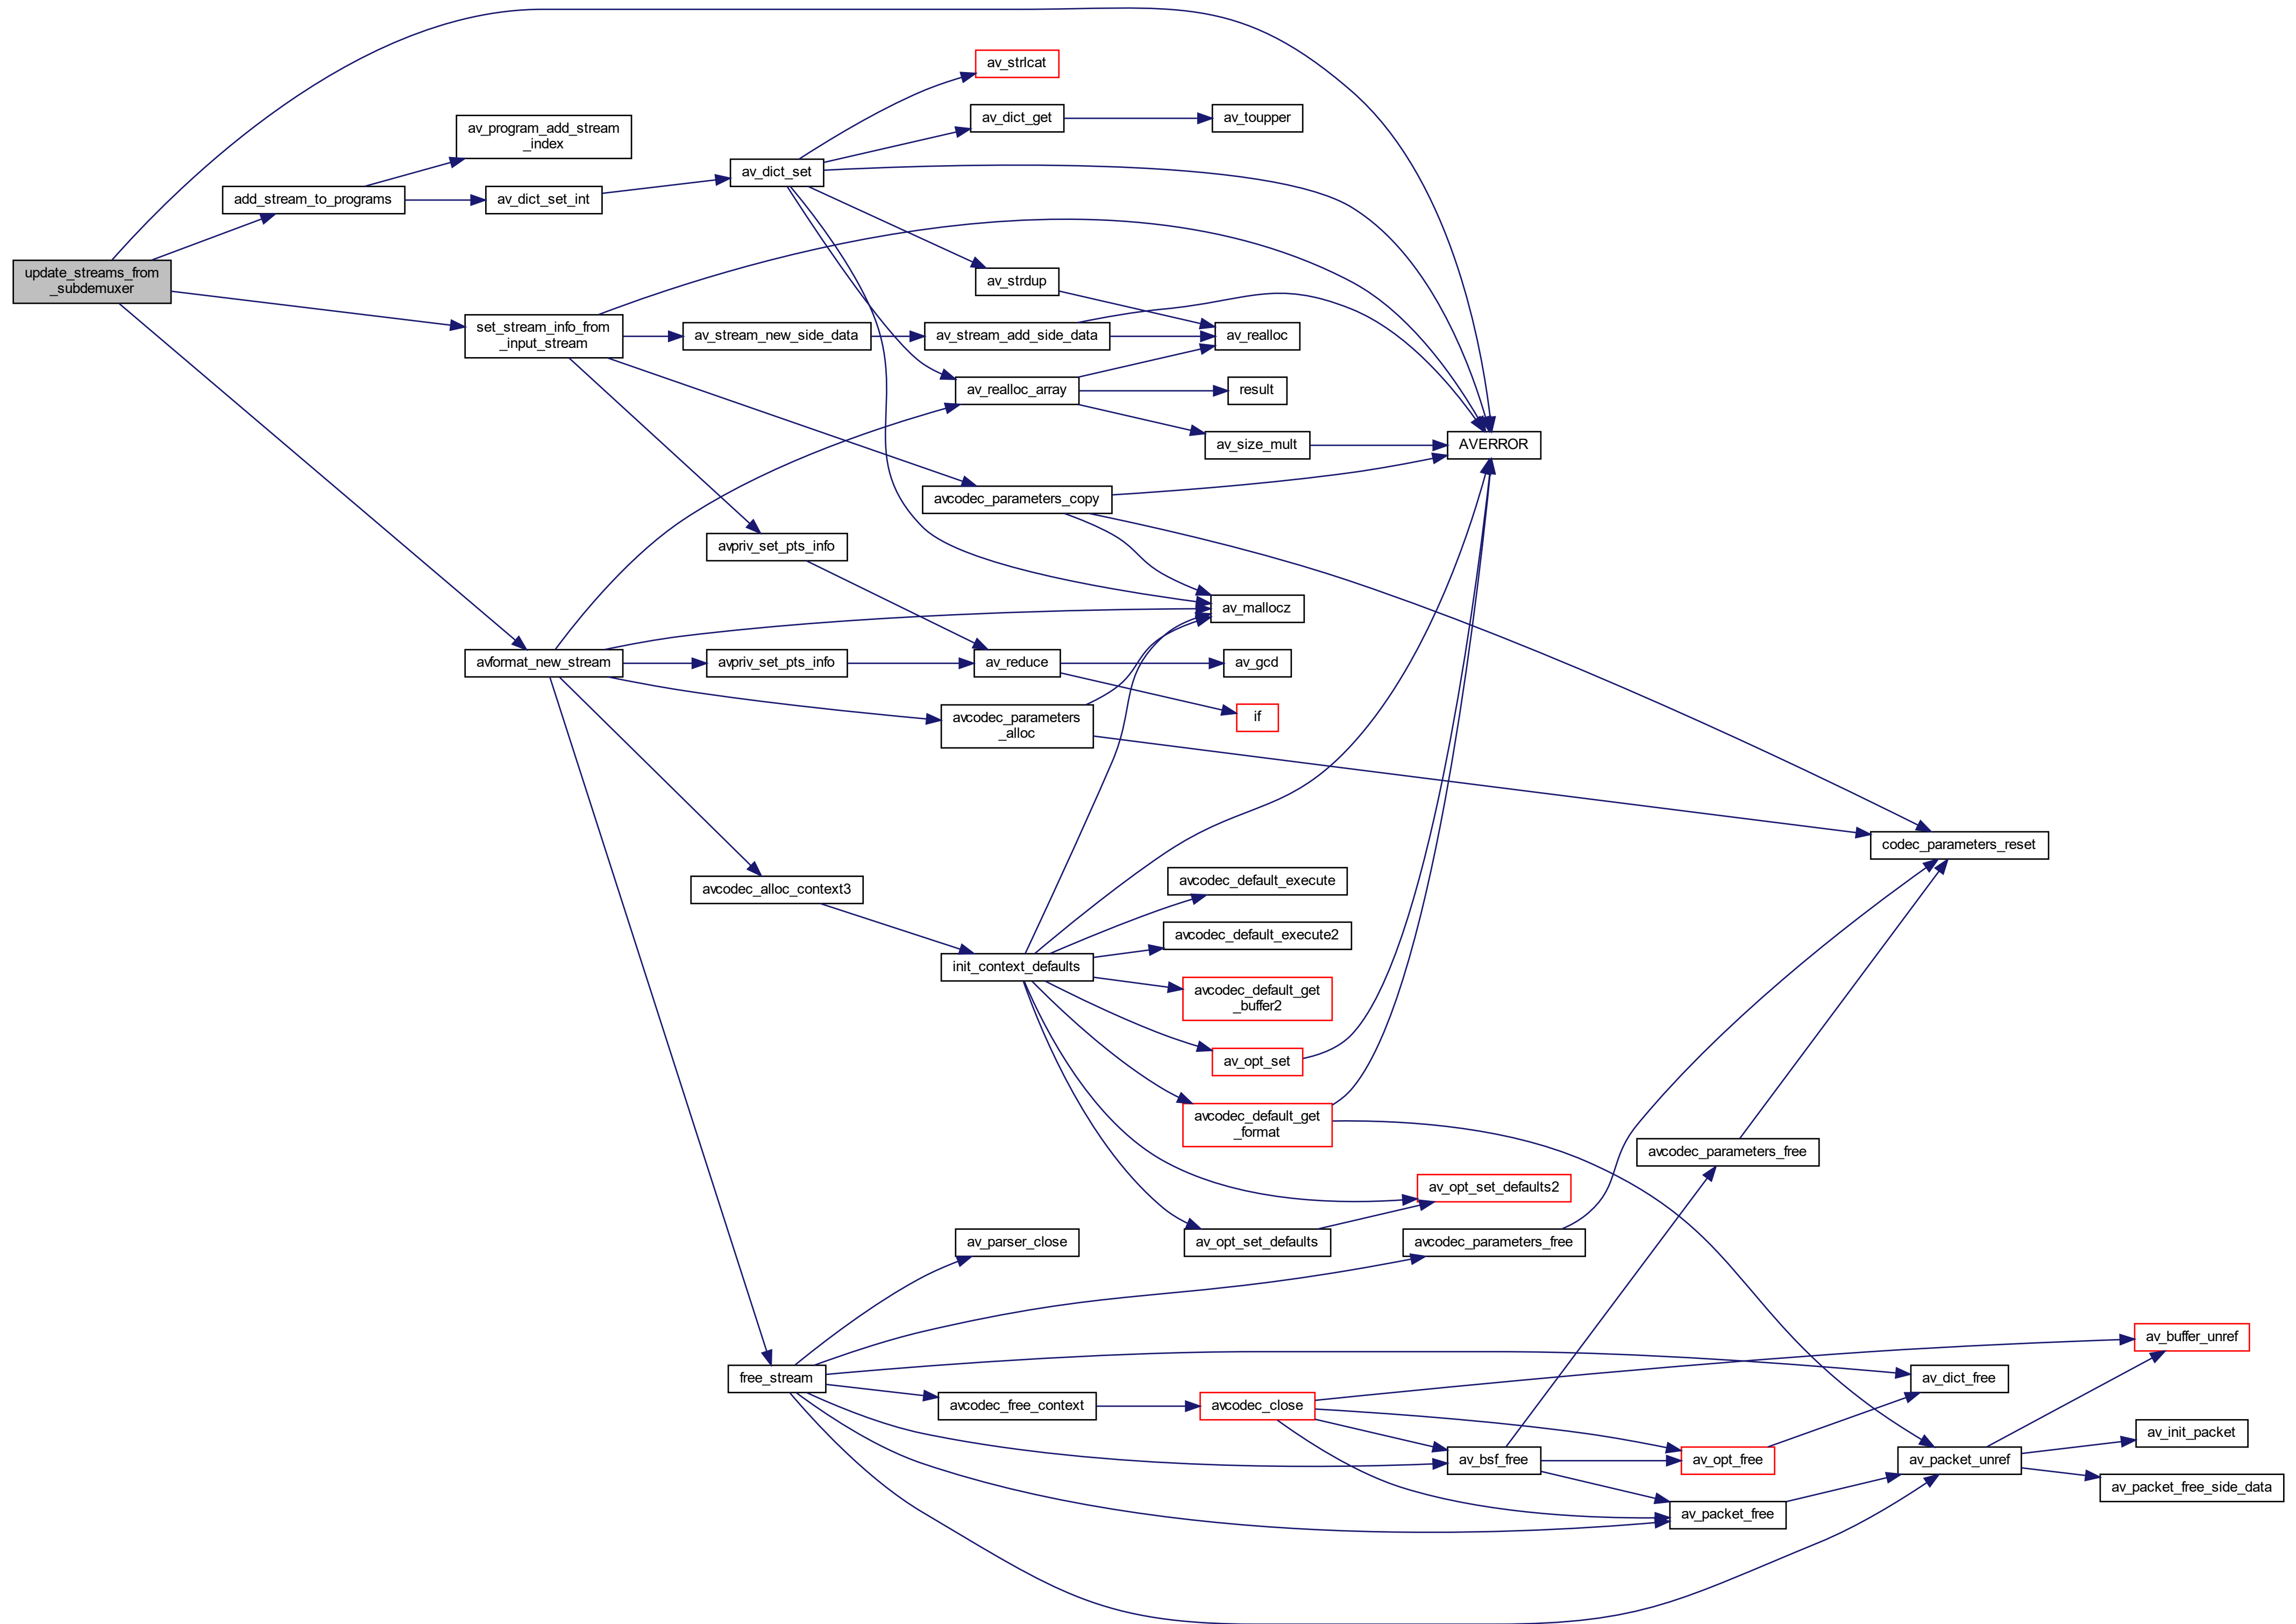 av_strlcat
av_dict_get
av_toupper
av_program_add_stream
_index
av_dict_set
add_stream_to_programs
av_dict_set_int
update_streams_from
_subdemuxer
av_strdup
set_stream_info_from
_input_stream
av_stream_new_side_data
av_stream_add_side_data
av_realloc
av_realloc_array
result
av_size_mult
AVERROR
avcodec_parameters_copy
avpriv_set_pts_info
av_mallocz
avformat_new_stream
avpriv_set_pts_info
av_reduce
av_gcd
avcodec_parameters
_alloc
if
codec_parameters_reset
avcodec_alloc_context3
avcodec_default_execute
avcodec_default_execute2
init_context_defaults
avcodec_default_get
_buffer2
av_opt_set
avcodec_default_get
_format
avcodec_parameters_free
av_opt_set_defaults2
av_parser_close
av_opt_set_defaults
avcodec_parameters_free
av_buffer_unref
free_stream
av_dict_free
avcodec_free_context
avcodec_close
av_init_packet
av_bsf_free
av_opt_free
av_packet_unref
av_packet_free_side_data
av_packet_free